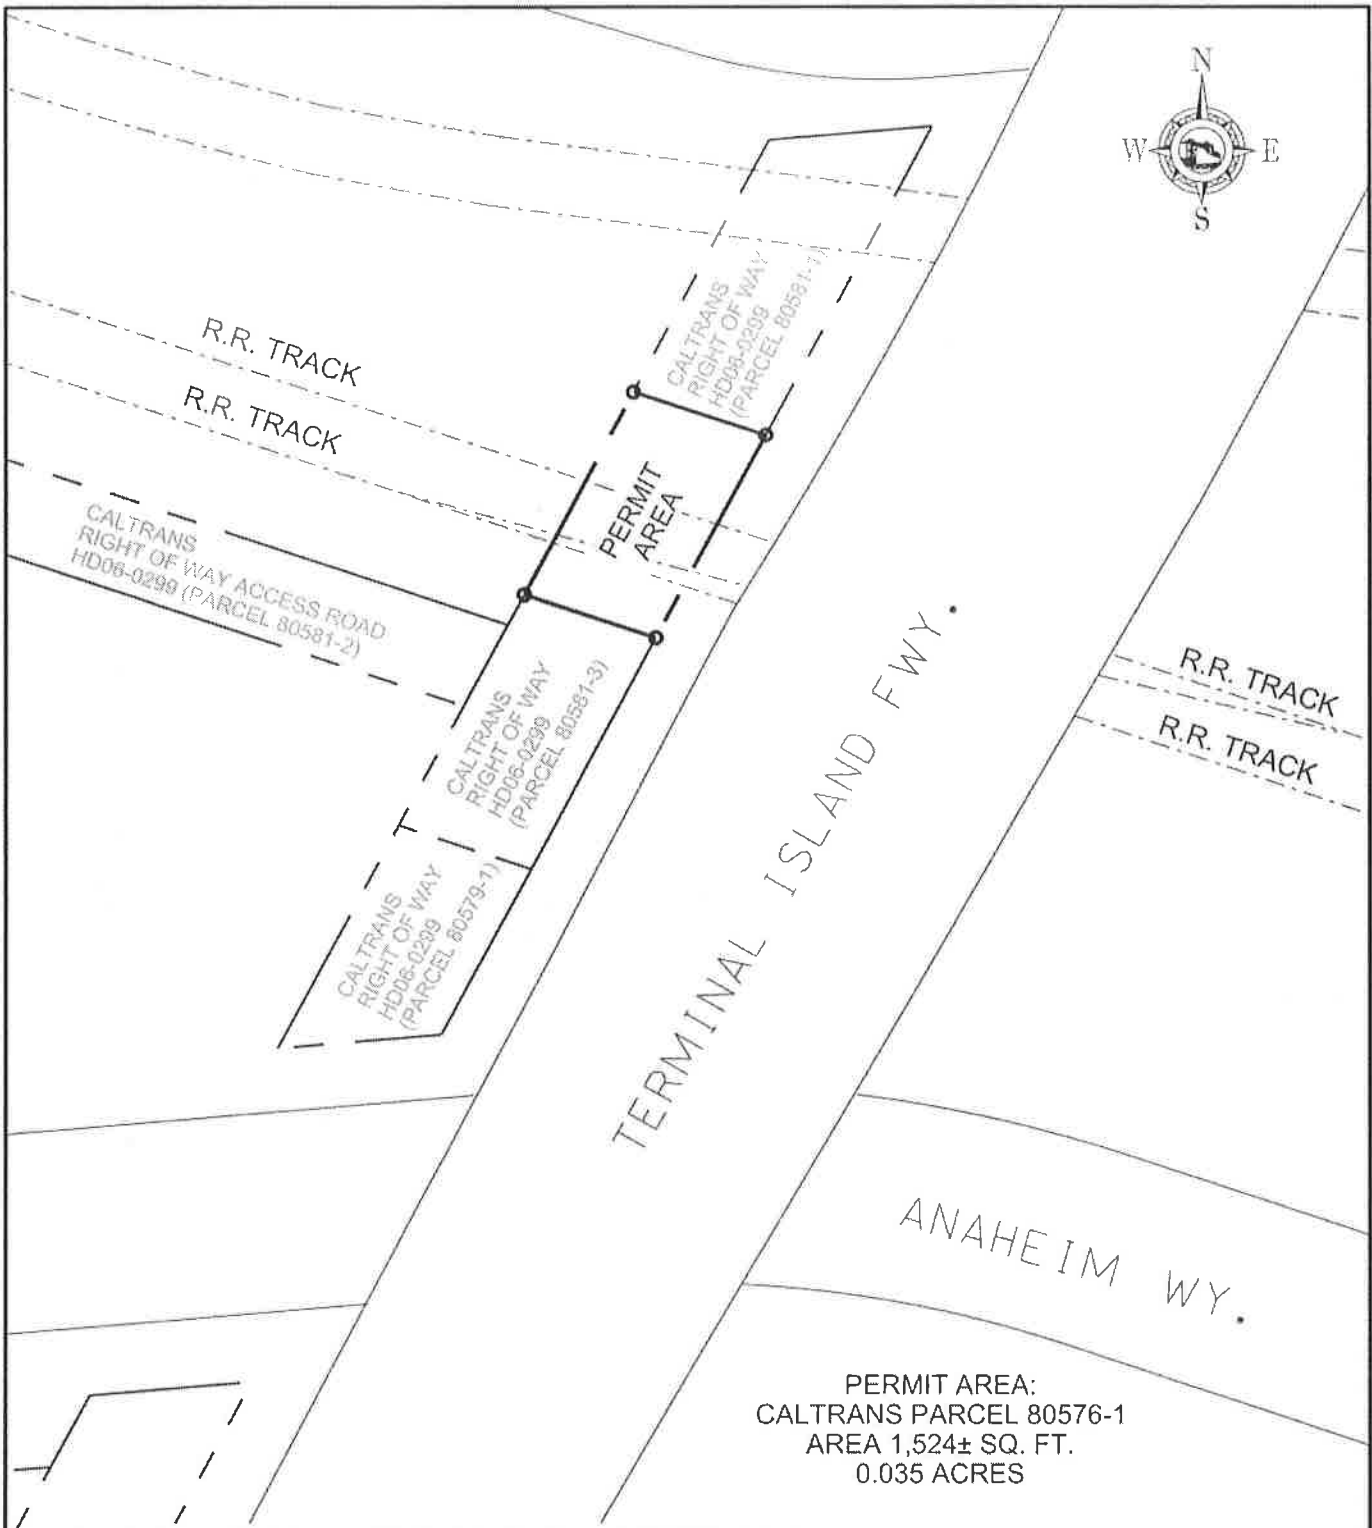 N
W E
S
CALTRANS
RIGHT OF WAY
HD06-0299
(PARCEL 80581-1)
R.R. TRACK
R.R. TRACK
PERMIT
AREA
CALTRANS
RIGHT OF WAY ACCESS ROAD
HD06-0299 (PARCEL 80581-2)
CALTRANS
RIGHT OF WAY
HD06-0299
(PARCEL 80581-3)
R.R. TRACK
R.R. TRACK
CALTRANS
RIGHT OF WAY
HD06-0299
(PARCEL 80579-1)
TERMINAL ISLAND FWY.
ANAHEIM WY.
PERMIT AREA:
CALTRANS PARCEL 80576-1
AREA 1,524± SQ. FT.
0.035 ACRES